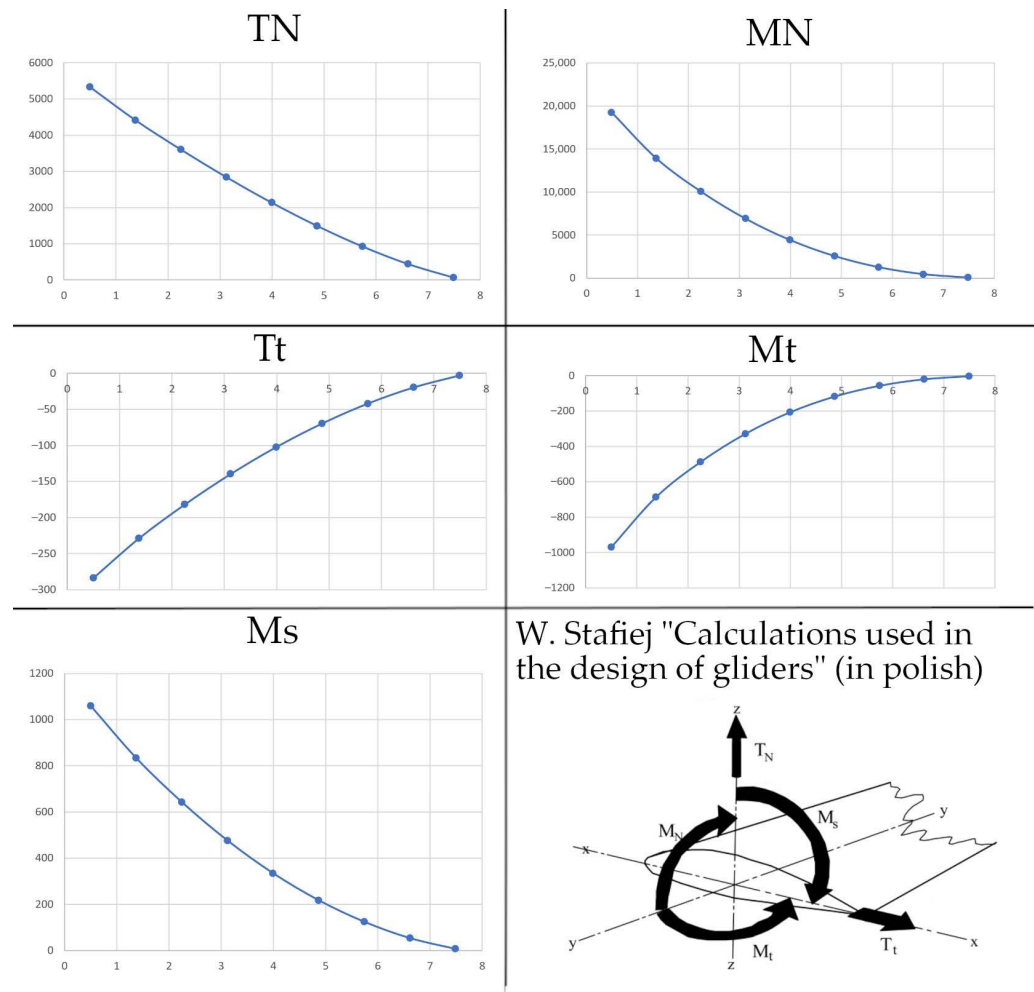 TN
6000
5000
4000
3000
2000
1000
0
0 1 2 3 4 5 6 7 8
MN
25,000
20,000
15,000
10,000
5000
0
0 1 2 3 4 5 6 7 8
Tt
0 1 2 3 4 5 6 7 8
0
−50
−100
−150
−200
−250
−300
Mt
0 1 2 3 4 5 6 7 8
0
−200
−400
−600
−800
−1000
−1200
Ms
1200
1000
800
600
400
200
0
0 1 2 3 4 5 6 7 8
W. Stafiej "Calculations used in
the design of gliders" (in polish)
z
T_N
M_N
M_s
y
x
y
M_t
z
T_t
x